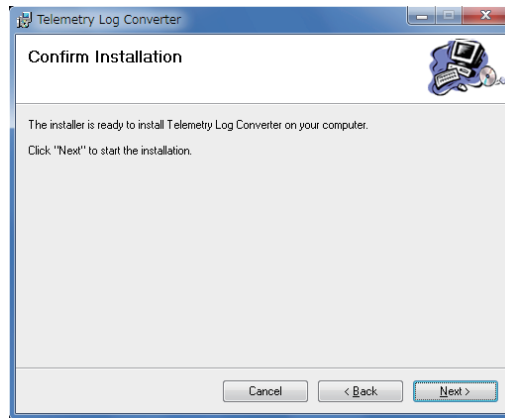 Telemetry Log Converter
Confirm Installation
The installer is ready to install Telemetry Log Converter on your computer.
Click "Next" to start the installation.
Cancel
< Back
Next >